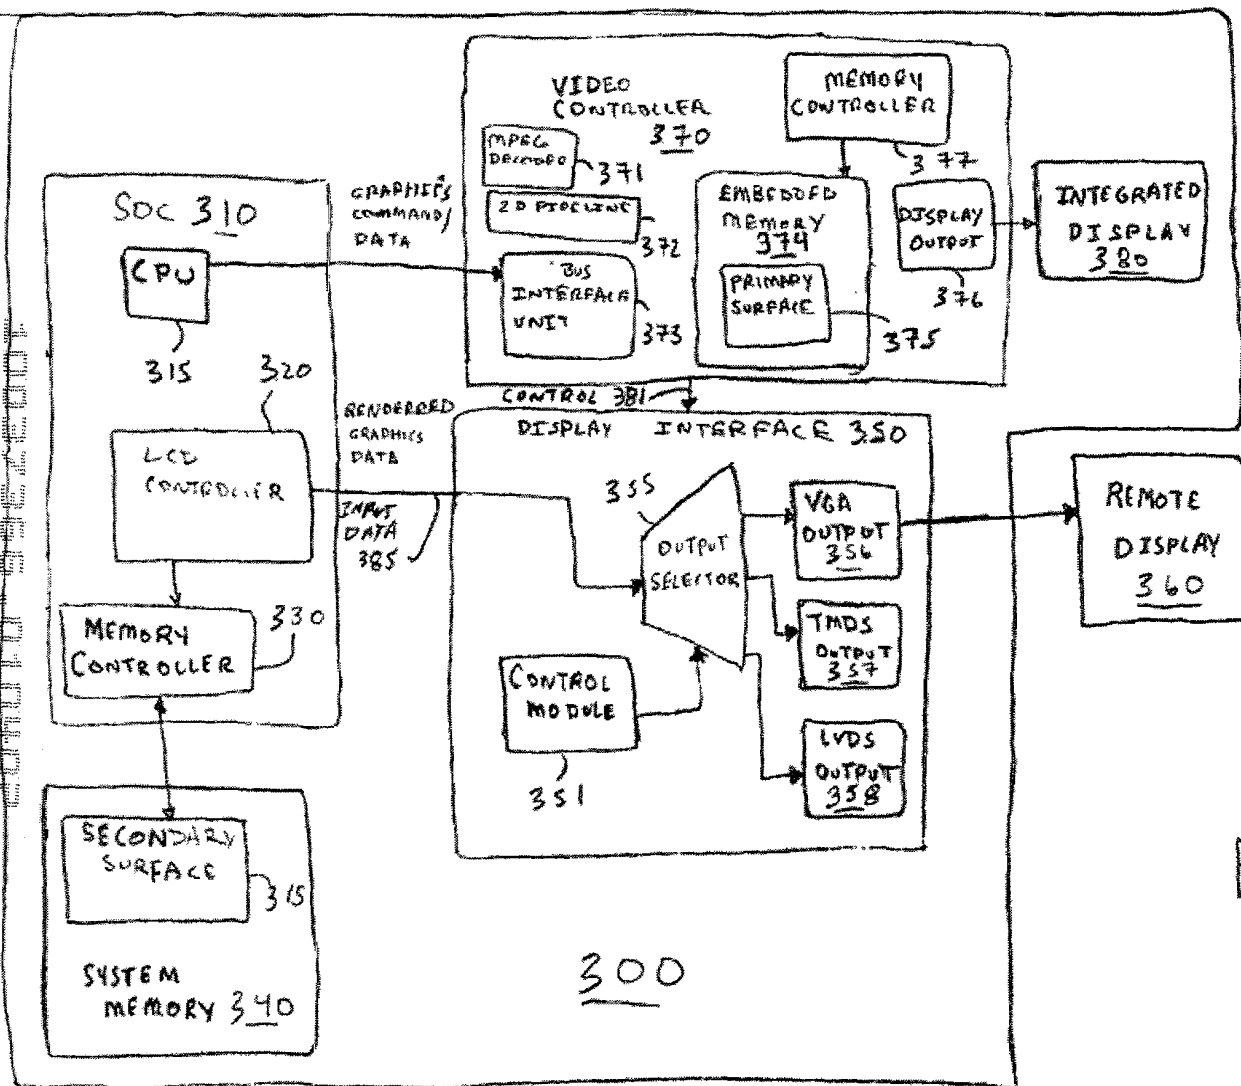 VIDEO
CONTROLLER
370
MPEG
DECODER
371
2D PIPELINE
372
BUS
INTERFACE
UNIT
373
MEMORY
CONTROLLER
377
EMBEDDED
MEMORY
374
PRIMARY
SURFACE
375
DISPLAY
OUTPUT
376
INTEGRATED
DISPLAY
380
SOC 310
CPU
315
GRAPHICS
COMMAND/
DATA
320
LCD
CONTROLLER
RENDERRED
GRAPHICS
DATA
INPUT
DATA
385
MEMORY
CONTROLLER
330
CONTROL 381
DISPLAY INTERFACE 350
355
OUTPUT
SELECTOR
VGA
OUTPUT
356
TMDS
OUTPUT
357
LVDS
OUTPUT
358
CONTROL
MODULE
351
REMOTE
DISPLAY
360
SECONDARY
SURFACE
315
SYSTEM
MEMORY 340
300